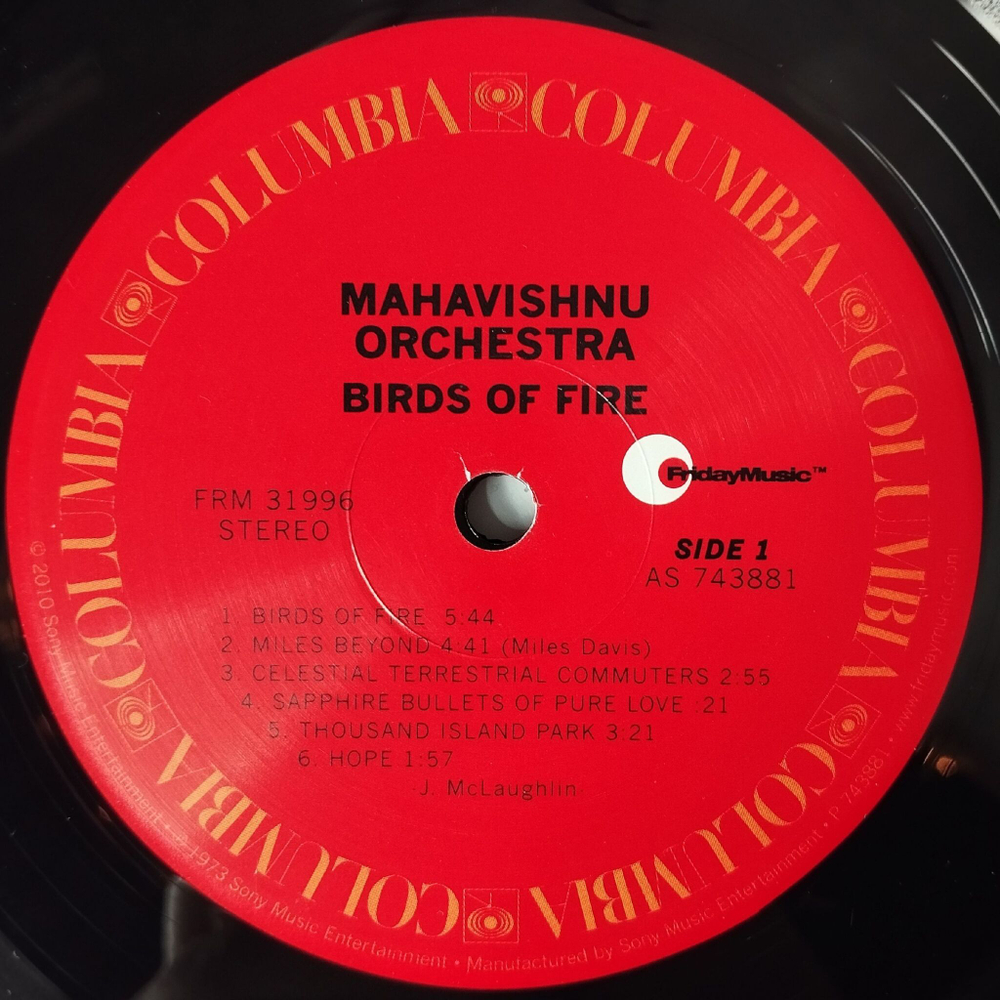 COLUMBIA COLUMBIA COLUMBIA COLUMBIA COLUMBIA COLUMBIA COLUMBIA
MAHAVISHNU
ORCHESTRA
BIRDS OF FIRE
FridayMusic™
FRM 31996
STEREO
SIDE 1
AS 743881
1. BIRDS OF FIRE 5:44
2. MILES BEYOND 4:41 (Miles Davis)
3. CELESTIAL TERRESTRIAL COMMUTERS 2:55
4. SAPPHIRE BULLETS OF PURE LOVE :21
5. THOUSAND ISLAND PARK 3:21
6. HOPE 1:57
-J. McLaughlin-
© 2010 Sony Music Entertainment • ℗ 1973 Sony Music Entertainment • Manufactured by Sony Music Entertainment • P 743881 • www.fridaymusic.com